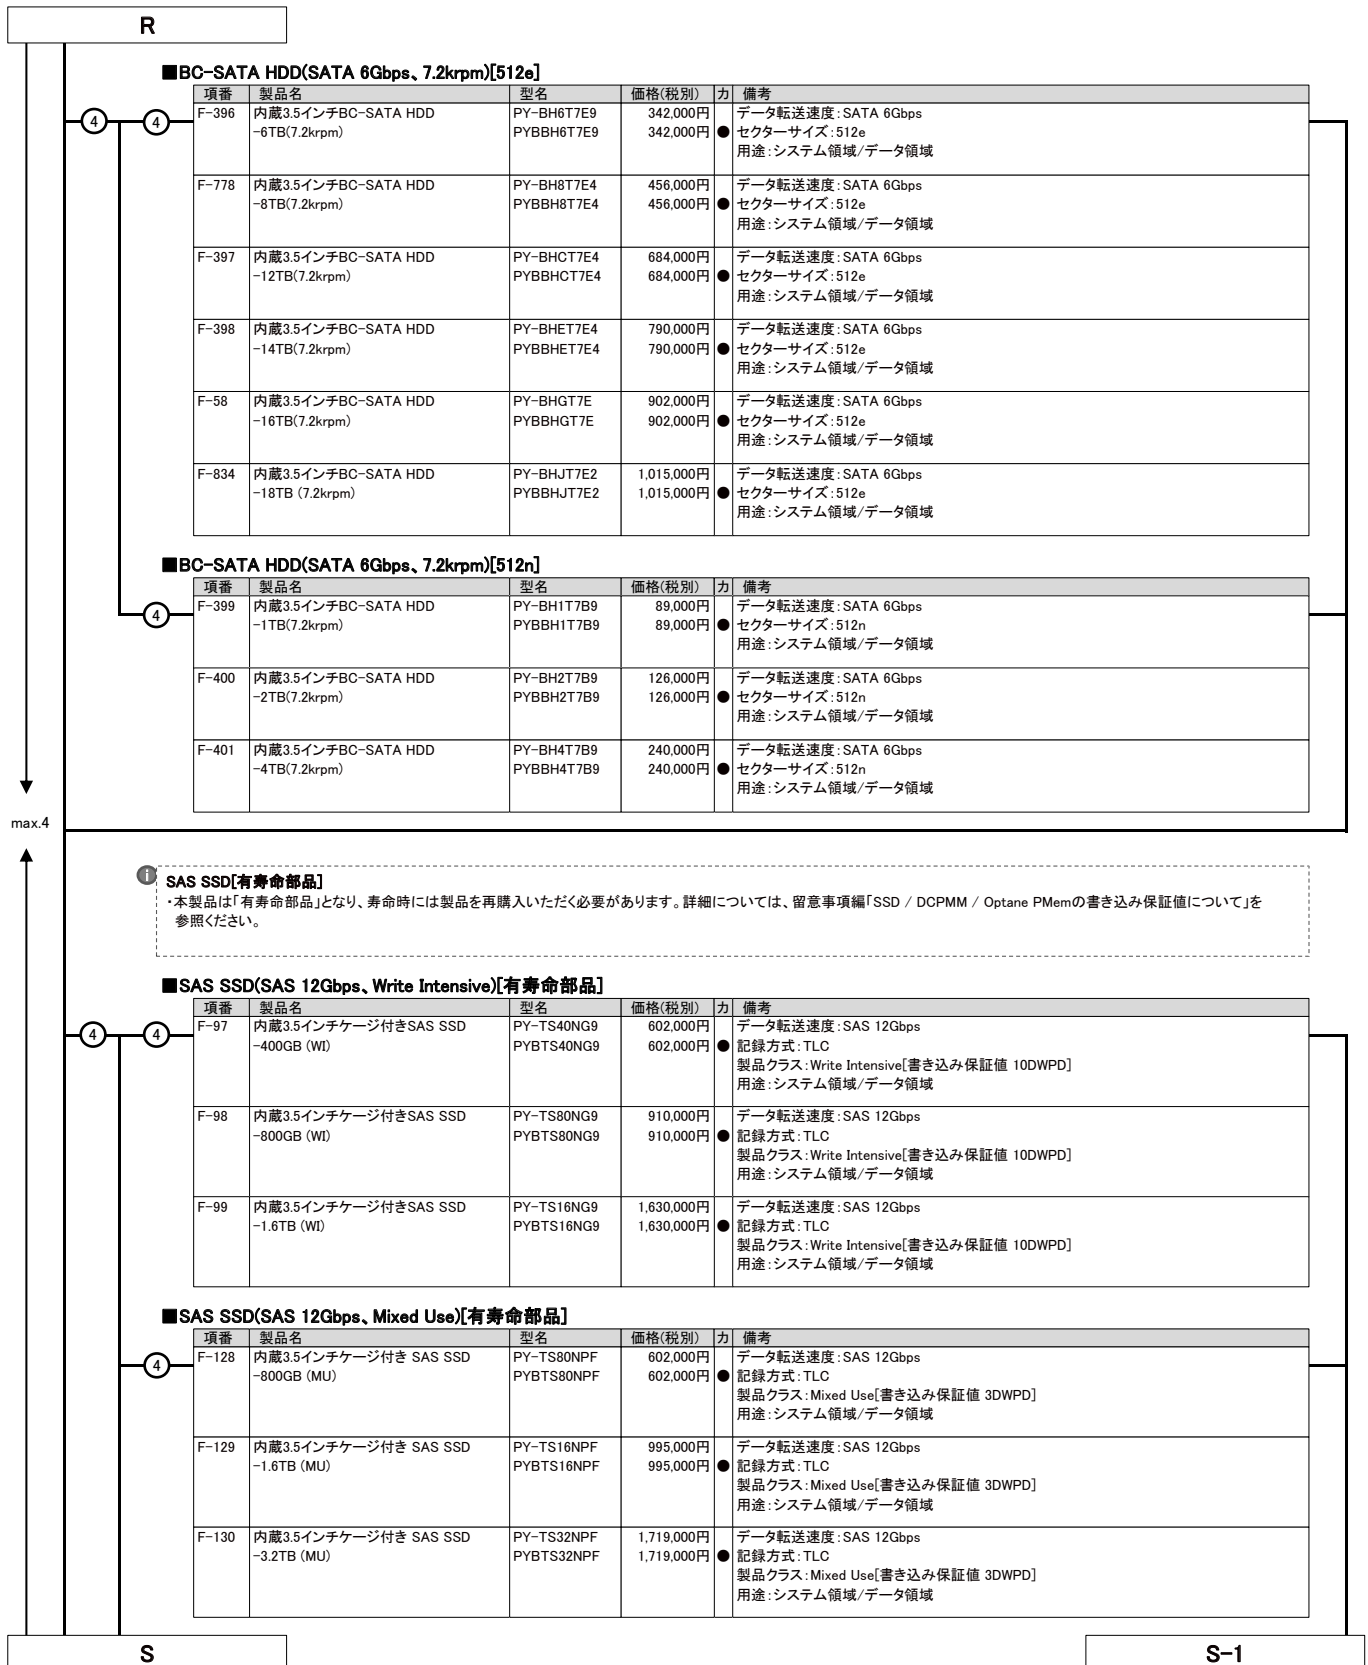 R
■BC-SATA HDD(SATA 6Gbps、7.2krpm)[512e]
項番 製品名 型名 価格(税別) カ 備考
④ ④ F-396 内蔵3.5インチBC-SATA HDD PY-BH6T7E9 342,000円 データ転送速度:SATA 6Gbps
-6TB(7.2krpm) PYBBH6T7E9 342,000円 ● セクターサイズ:512e
用途:システム領域/データ領域
F-778 内蔵3.5インチBC-SATA HDD PY-BH8T7E4 456,000円 データ転送速度:SATA 6Gbps
-8TB(7.2krpm) PYBBH8T7E4 456,000円 ● セクターサイズ:512e
用途:システム領域/データ領域
F-397 内蔵3.5インチBC-SATA HDD PY-BHCT7E4 684,000円 データ転送速度:SATA 6Gbps
-12TB(7.2krpm) PYBBHCT7E4 684,000円 ● セクターサイズ:512e
用途:システム領域/データ領域
F-398 内蔵3.5インチBC-SATA HDD PY-BHET7E4 790,000円 データ転送速度:SATA 6Gbps
-14TB(7.2krpm) PYBBHET7E4 790,000円 ● セクターサイズ:512e
用途:システム領域/データ領域
F-58 内蔵3.5インチBC-SATA HDD PY-BHGT7E 902,000円 データ転送速度:SATA 6Gbps
-16TB(7.2krpm) PYBBHGT7E 902,000円 ● セクターサイズ:512e
用途:システム領域/データ領域
F-834 内蔵3.5インチBC-SATA HDD PY-BHJT7E2 1,015,000円 データ転送速度:SATA 6Gbps
-18TB (7.2krpm) PYBBHJT7E2 1,015,000円 ● セクターサイズ:512e
用途:システム領域/データ領域
■BC-SATA HDD(SATA 6Gbps、7.2krpm)[512n]
項番 製品名 型名 価格(税別) カ 備考
④ F-399 内蔵3.5インチBC-SATA HDD PY-BH1T7B9 89,000円 データ転送速度:SATA 6Gbps
-1TB(7.2krpm) PYBBH1T7B9 89,000円 ● セクターサイズ:512n
用途:システム領域/データ領域
F-400 内蔵3.5インチBC-SATA HDD PY-BH2T7B9 126,000円 データ転送速度:SATA 6Gbps
-2TB(7.2krpm) PYBBH2T7B9 126,000円 ● セクターサイズ:512n
用途:システム領域/データ領域
F-401 内蔵3.5インチBC-SATA HDD PY-BH4T7B9 240,000円 データ転送速度:SATA 6Gbps
-4TB(7.2krpm) PYBBH4T7B9 240,000円 ● セクターサイズ:512n
用途:システム領域/データ領域
max.4
i SAS SSD[有寿命部品]
・本製品は「有寿命部品」となり、寿命時には製品を再購入いただく必要があります。詳細については、留意事項編「SSD / DCPMM / Optane PMemの書き込み保証値について」を
参照ください。
■SAS SSD(SAS 12Gbps、Write Intensive)[有寿命部品]
項番 製品名 型名 価格(税別) カ 備考
④ ④ F-97 内蔵3.5インチケージ付きSAS SSD PY-TS40NG9 602,000円 データ転送速度:SAS 12Gbps
-400GB (WI) PYBTS40NG9 602,000円 ● 記録方式:TLC
製品クラス:Write Intensive[書き込み保証値 10DWPD]
用途:システム領域/データ領域
F-98 内蔵3.5インチケージ付きSAS SSD PY-TS80NG9 910,000円 データ転送速度:SAS 12Gbps
-800GB (WI) PYBTS80NG9 910,000円 ● 記録方式:TLC
製品クラス:Write Intensive[書き込み保証値 10DWPD]
用途:システム領域/データ領域
F-99 内蔵3.5インチケージ付きSAS SSD PY-TS16NG9 1,630,000円 データ転送速度:SAS 12Gbps
-1.6TB (WI) PYBTS16NG9 1,630,000円 ● 記録方式:TLC
製品クラス:Write Intensive[書き込み保証値 10DWPD]
用途:システム領域/データ領域
■SAS SSD(SAS 12Gbps、Mixed Use)[有寿命部品]
項番 製品名 型名 価格(税別) カ 備考
④ F-128 内蔵3.5インチケージ付き SAS SSD PY-TS80NPF 602,000円 データ転送速度:SAS 12Gbps
-800GB (MU) PYBTS80NPF 602,000円 ● 記録方式:TLC
製品クラス:Mixed Use[書き込み保証値 3DWPD]
用途:システム領域/データ領域
F-129 内蔵3.5インチケージ付き SAS SSD PY-TS16NPF 995,000円 データ転送速度:SAS 12Gbps
-1.6TB (MU) PYBTS16NPF 995,000円 ● 記録方式:TLC
製品クラス:Mixed Use[書き込み保証値 3DWPD]
用途:システム領域/データ領域
F-130 内蔵3.5インチケージ付き SAS SSD PY-TS32NPF 1,719,000円 データ転送速度:SAS 12Gbps
-3.2TB (MU) PYBTS32NPF 1,719,000円 ● 記録方式:TLC
製品クラス:Mixed Use[書き込み保証値 3DWPD]
用途:システム領域/データ領域
S S-1